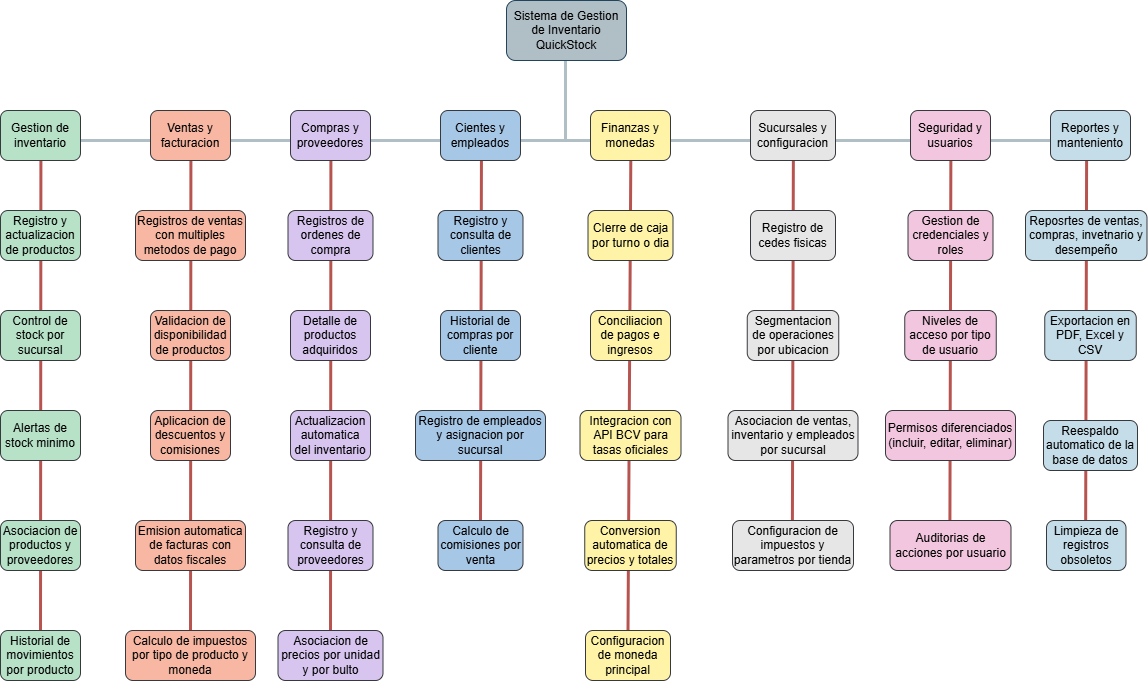 Sistema de Gestion
de Inventario
QuickStock
Gestion de
inventario
Ventas y
facturacion
Compras y
proveedores
Cientes y
empleados
Finanzas y
monedas
Sucursales y
configuracion
Seguridad y
usuarios
Reportes y
manteniento
Registro y
actualizacion
de productos
Registros de ventas
con multiples
metodos de pago
Registros de
ordenes de
compra
Registro y
consulta de
clientes
CIerre de caja
por turno o dia
Registro de
cedes fisicas
Gestion de
credenciales y
roles
Reposrtes de ventas,
compras, invetnario y
desempeño
Control de
stock por
sucursal
Validacion de
disponibilidad
de productos
Detalle de
productos
adquiridos
Historial de
compras por
cliente
Conciliacion
de pagos e
ingresos
Segmentacion
de operaciones
por ubicacion
Niveles de
acceso por tipo
de usuario
Exportacion en
PDF, Excel y
CSV
Alertas de
stock minimo
Aplicacion de
descuentos y
comisiones
Actualizacion
automatica
del inventario
Registro de empleados
y asignacion por
sucursal
Integracion con
API BCV para
tasas oficiales
Asociacion de ventas,
inventario y empleados
por sucursal
Permisos diferenciados
(incluir, editar, eliminar)
Reespaldo
automatico de la
base de datos
Asociacion de
productos y
proveedores
Emision automatica
de facturas con
datos fiscales
Registro y
consulta de
proveedores
Calculo de
comisiones por
venta
Conversion
automatica de
precios y totales
Configuracion de
impuestos y
parametros por tienda
Auditorias de
acciones por usuario
Limpieza de
registros
obsoletos
Historial de
movimientos
por producto
Calculo de impuestos
por tipo de producto y
moneda
Asociacion de
precios por unidad
y por bulto
Configuracion
de moneda
principal